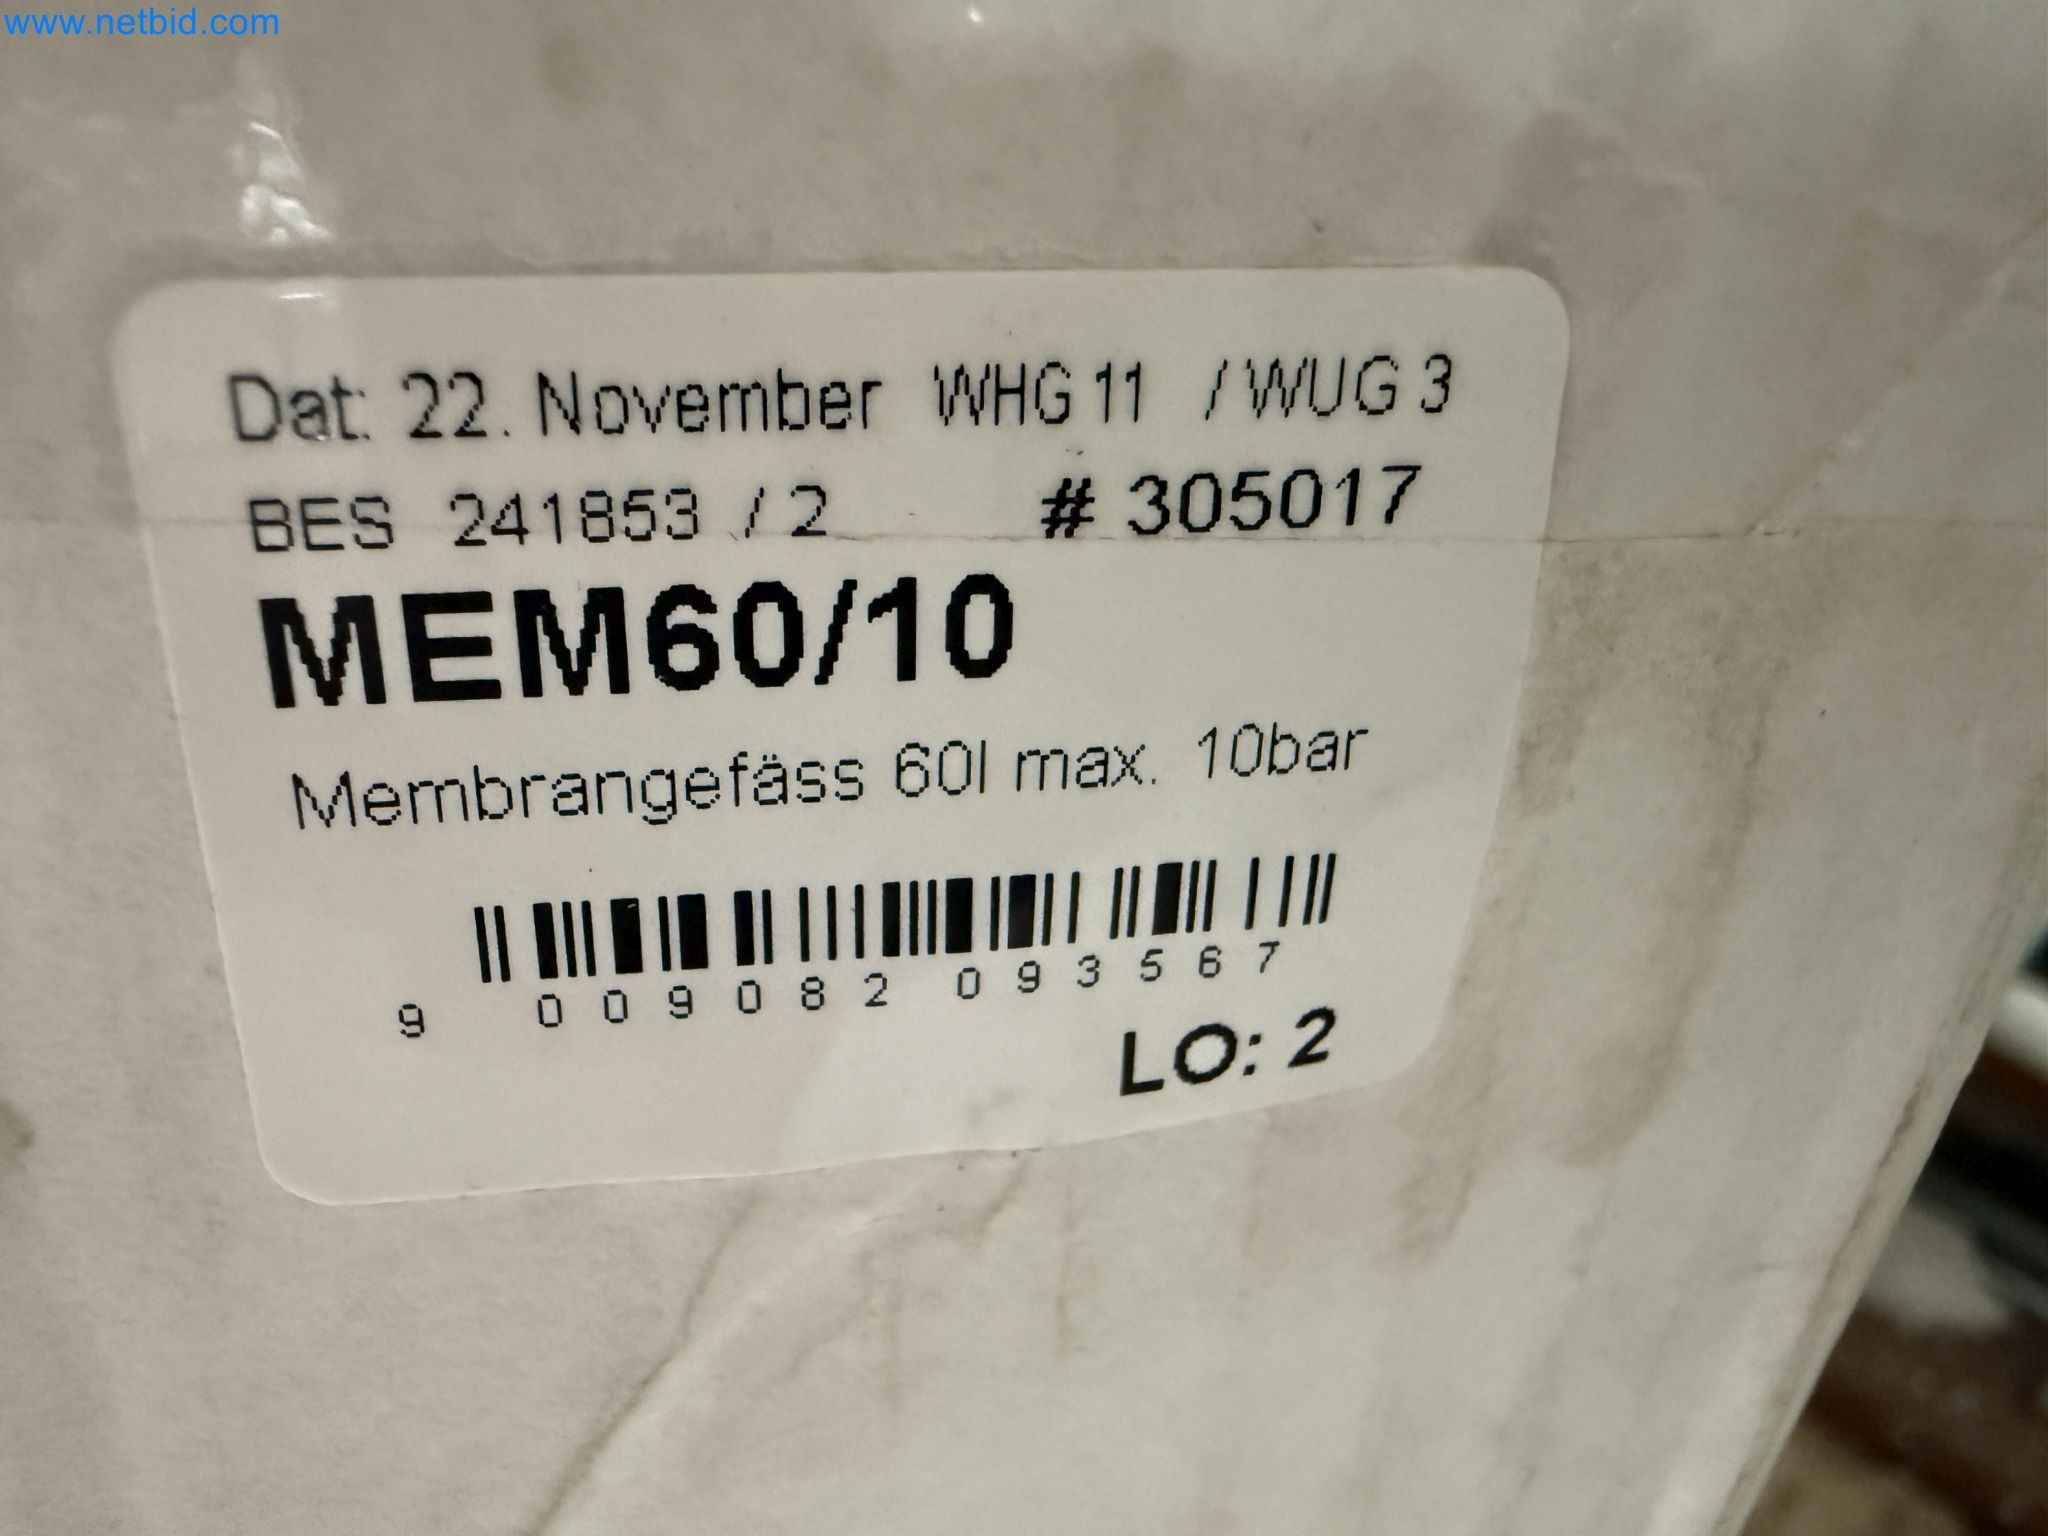 www.netbid.com
Dat: 22. November WHG 11 / WUG 3
BES 241853 / 2 # 305017
MEM60/10
Membrangefäss 60l max. 10bar
9 009082 093567
LO: 2